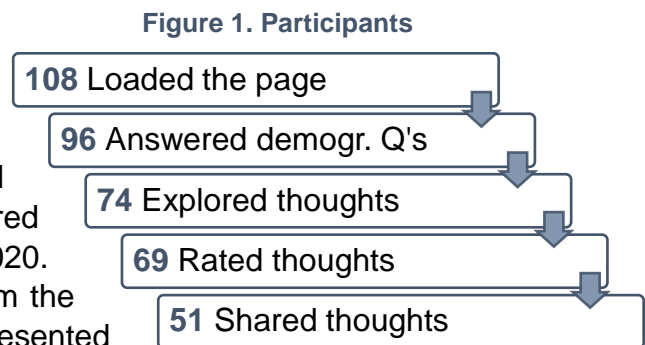 Figure 1. Participants
108 Loaded the page
96 Answered demogr. Q's
74 Explored thoughts
69 Rated thoughts
51 Shared thoughts